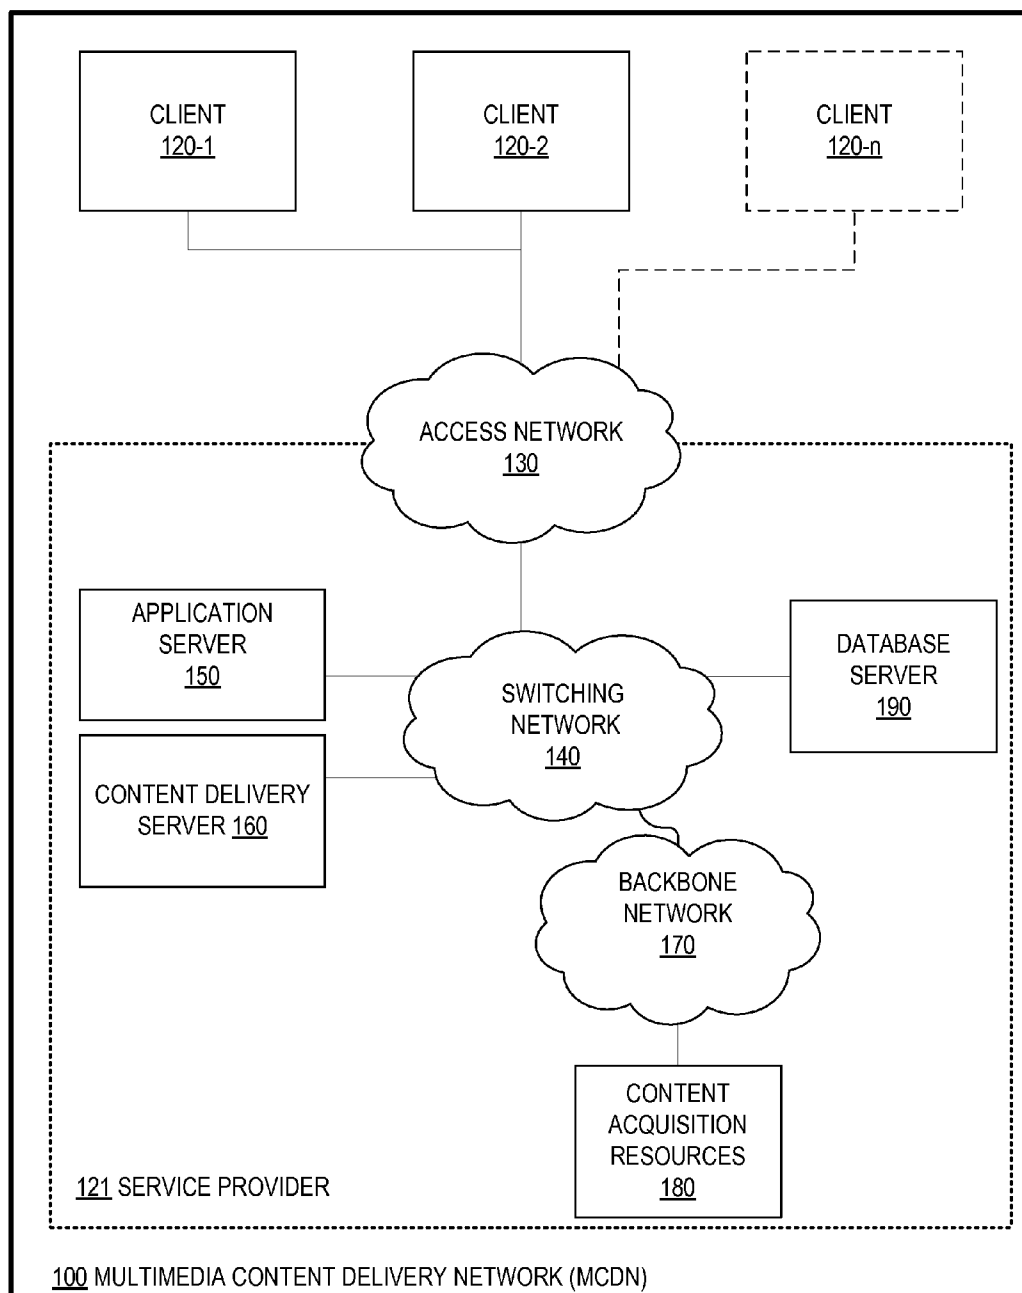 CLIENT
120-1
CLIENT
120-2
CLIENT
120-n
ACCESS NETWORK
130
APPLICATION
SERVER
150
SWITCHING
NETWORK
140
DATABASE
SERVER
190
CONTENT DELIVERY
SERVER 160
BACKBONE
NETWORK
170
CONTENT
ACQUISITION
RESOURCES
180
121 SERVICE PROVIDER
100 MULTIMEDIA CONTENT DELIVERY NETWORK (MCDN)